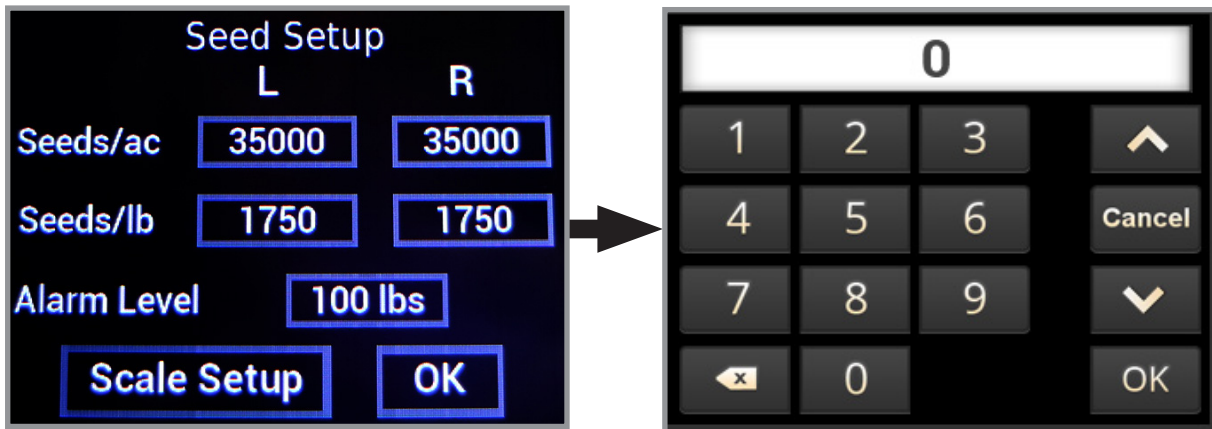 Seed Setup
L R
Seeds/ac 35000 35000
Seeds/lb 1750 1750
Alarm Level 100 lbs
Scale Setup OK
0
1 2 3
4 5 6 Cancel
7 8 9
x 0 OK